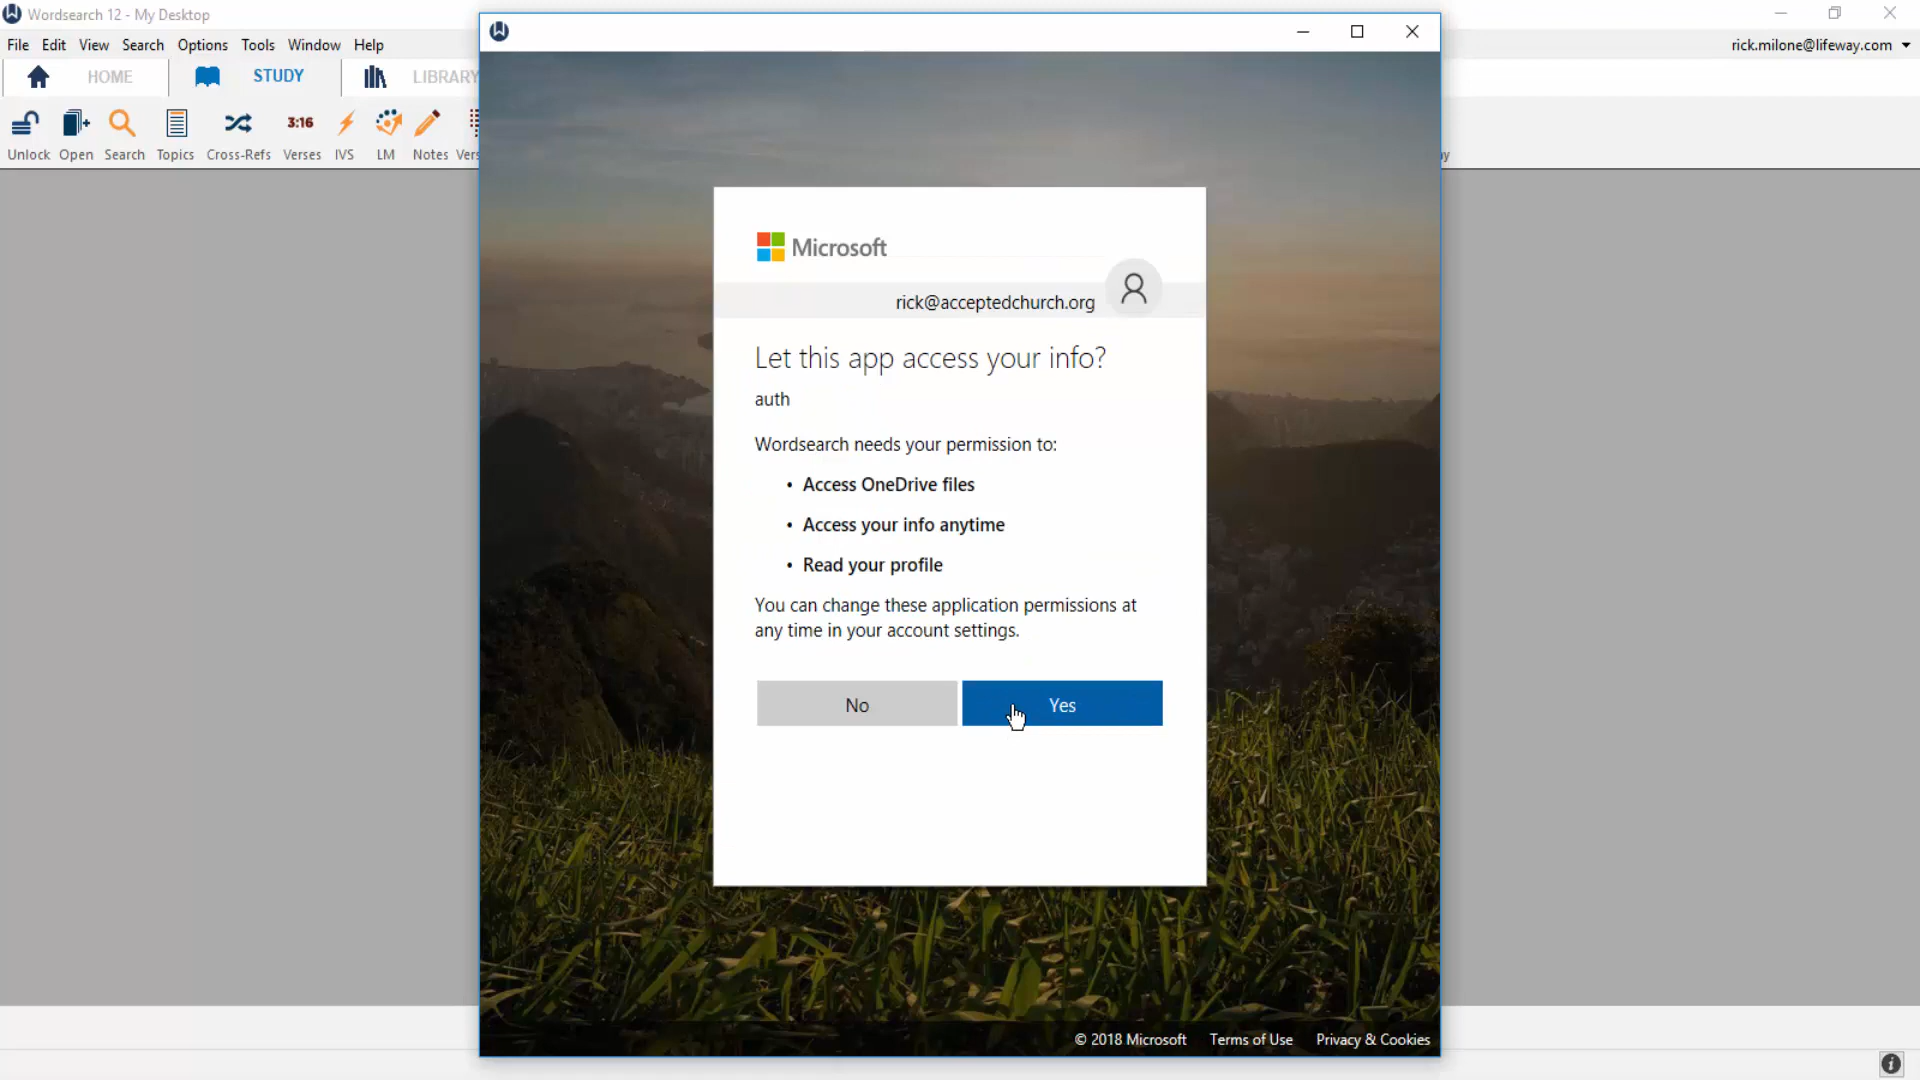 Wordsearch 12 - My Desktop
File Edit View Search Options Tools Window Help
rick.milone@lifeway.com
HOME STUDY LIBRARY
3:16
Unlock Open Search Topics Cross-Refs Verses IVS LM Notes
Microsoft
rick@acceptedchurch.org
Let this app access your info?
auth
Wordsearch needs your permission to:
• Access OneDrive files
• Access your info anytime
• Read your profile
You can change these application permissions at
any time in your account settings.
No Yes
© 2018 Microsoft Terms of Use Privacy & Cookies